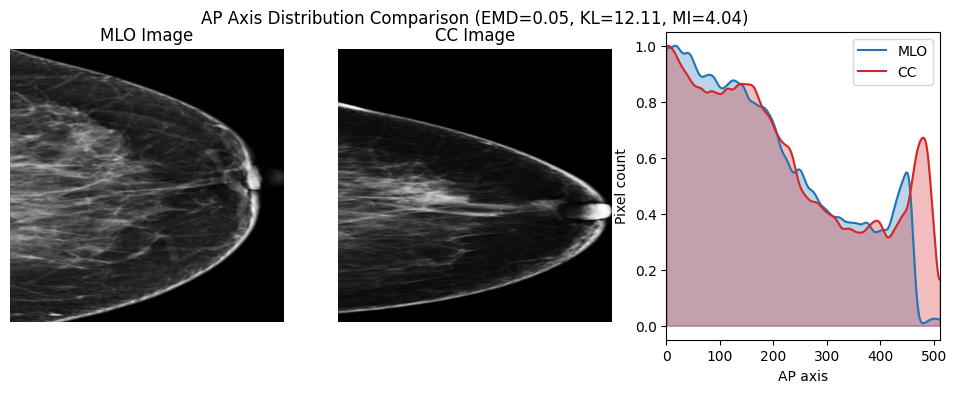 AP Axis Distribution Comparison (EMD=0.05, KL=12.11, MI=4.04)
MLO Image
CC Image
MLO
CC
Pixel count
1.0
0.8
0.6
0.4
0.2
0.0
0 100 200 300 400 500
AP axis